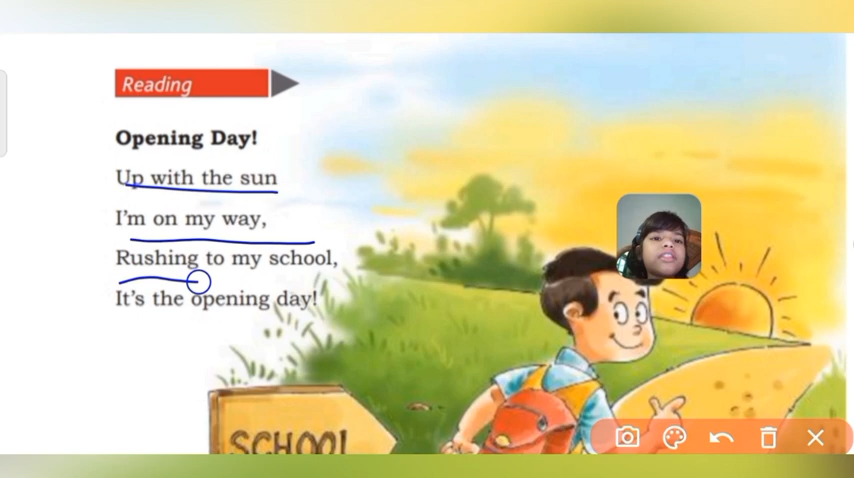 Reading
Opening Day!
Up with the sun
I'm on my way,
Rushing to my school,
It's the opening day!
SCHOOL